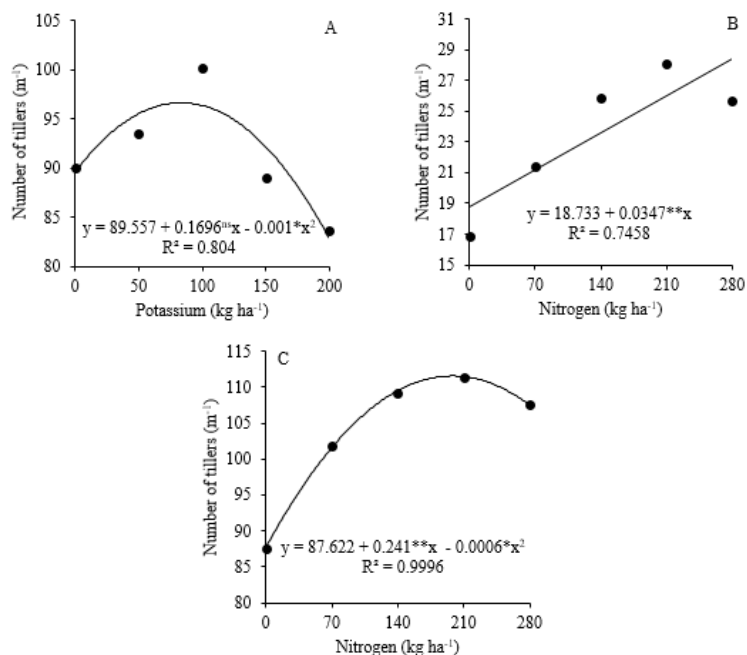 A
Number of tillers (m⁻¹)
105
100
95
90
85
80
y = 89.557 + 0.1696ⁿˢx - 0.001*x²
R² = 0.804
0 50 100 150 200
Potassium (kg ha⁻¹)
B
Number of tillers (m⁻¹)
31
29
27
25
23
21
19
17
15
y = 18.733 + 0.0347**x
R² = 0.7458
0 70 140 210 280
Nitrogen (kg ha⁻¹)
C
Number of tillers (m⁻¹)
115
110
105
100
95
90
85
80
y = 87.622 + 0.241**x - 0.0006*x²
R² = 0.9996
0 70 140 210 280
Nitrogen (kg ha⁻¹)